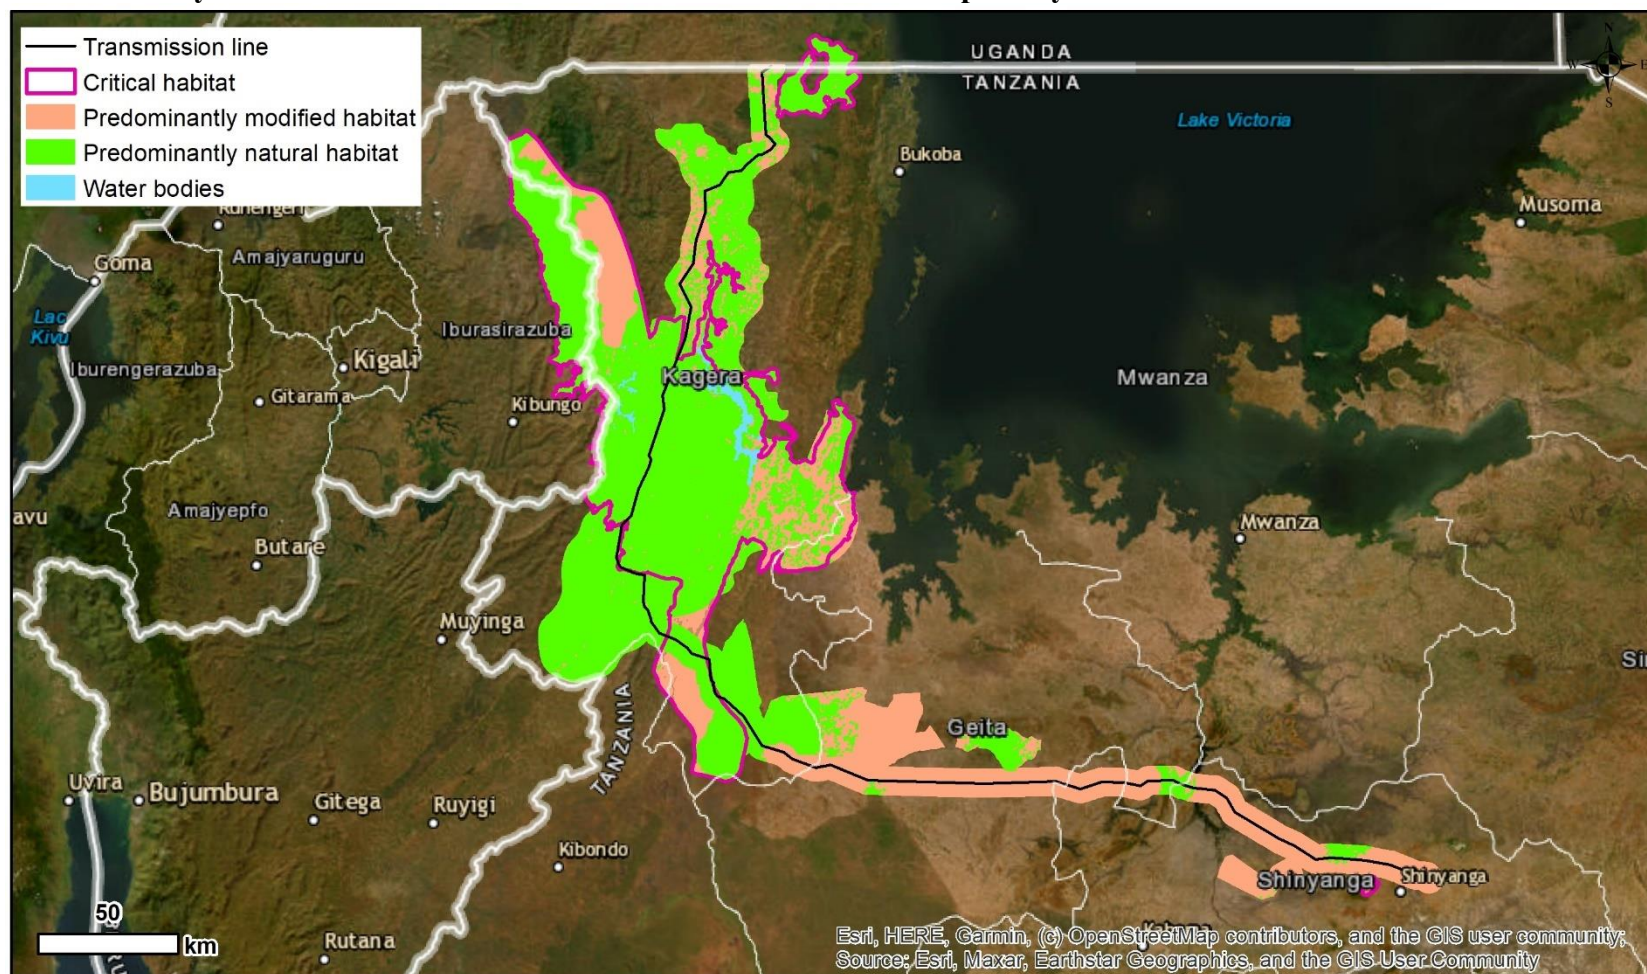 Transmission line
Critical habitat
Predominantly modified habitat
Predominantly natural habitat
Water bodies
UGANDA
TANZANIA
N
W
E
S
Lake Victoria
Bukoba
Musoma
Goma
Amajyaruguru
Lac
Kivu
Iburasirazuba
Iburengerazuba
Kigali
Gitarama
Kibungo
Kagera
Mwanza
Amajyepfo
avu
Butare
Mwanza
Muyinga
TANZANIA
Geita
Uvira
Bujumbura
Gitega
Ruyigi
Kibondo
Shinyanga
Shinyanga
50
km
Rutana
Esri, HERE, Garmin, (c) OpenStreetMap contributors, and the GIS user community;
Source: Esri, Maxar, Earthstar Geographics, and the GIS User Community